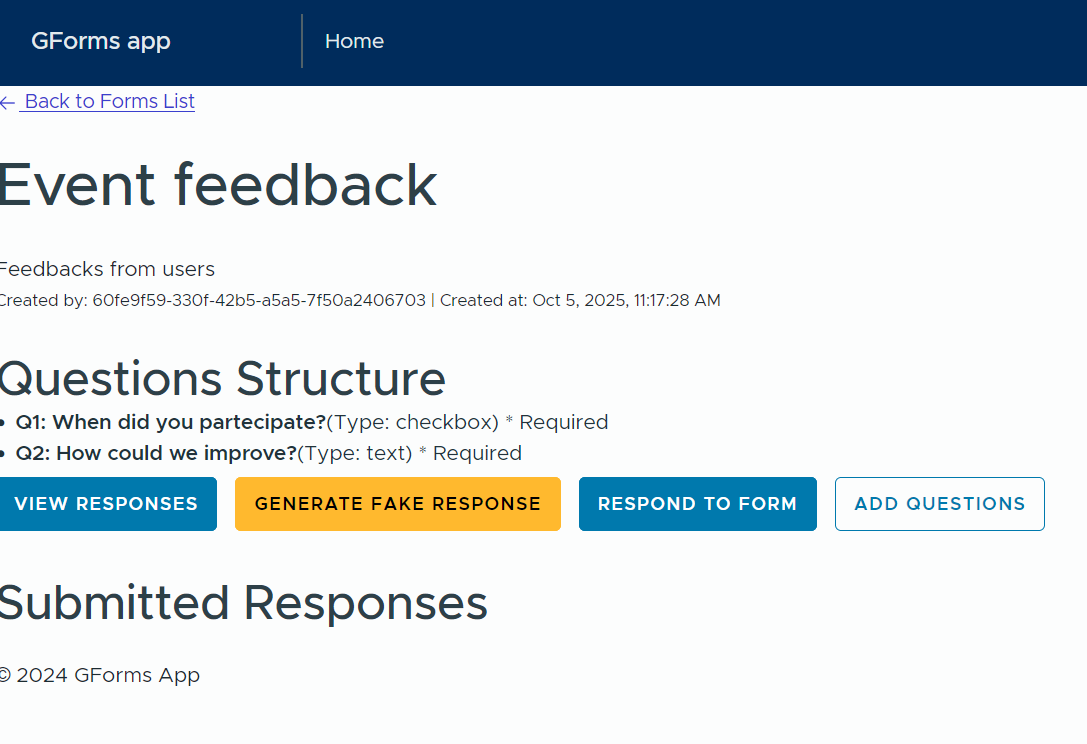 GForms app
Home
← Back to Forms List
Event feedback
Feedbacks from users
Created by: 60fe9f59-330f-42b5-a5a5-7f50a2406703 | Created at: Oct 5, 2025, 11:17:28 AM
Questions Structure
• Q1: When did you partecipate?(Type: checkbox) * Required
• Q2: How could we improve?(Type: text) * Required
VIEW RESPONSES
GENERATE FAKE RESPONSE
RESPOND TO FORM
ADD QUESTIONS
Submitted Responses
© 2024 GForms App